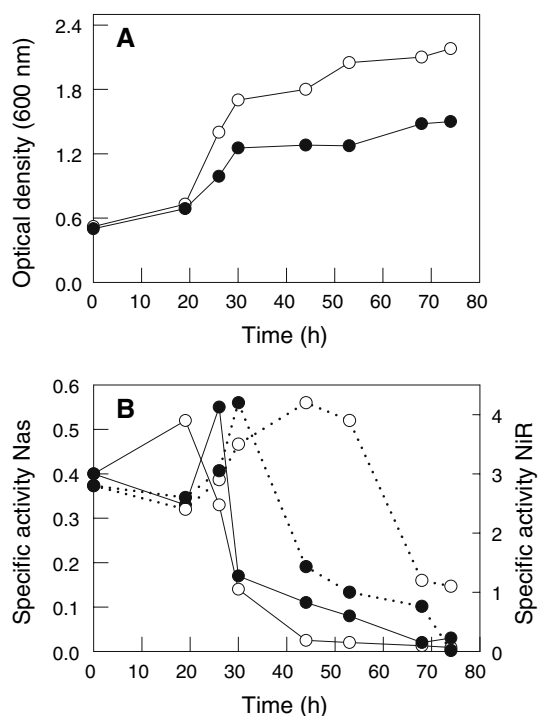 A
Optical density (600 nm)
2.4
1.8
1.2
0.6
0.0
0 10 20 30 40 50 60 70 80
Time (h)
B
Specific activity Nas
0.6
0.5
0.4
0.3
0.2
0.1
0.0
Specific activity NiR
4
3
2
1
0
0 10 20 30 40 50 60 70 80
Time (h)